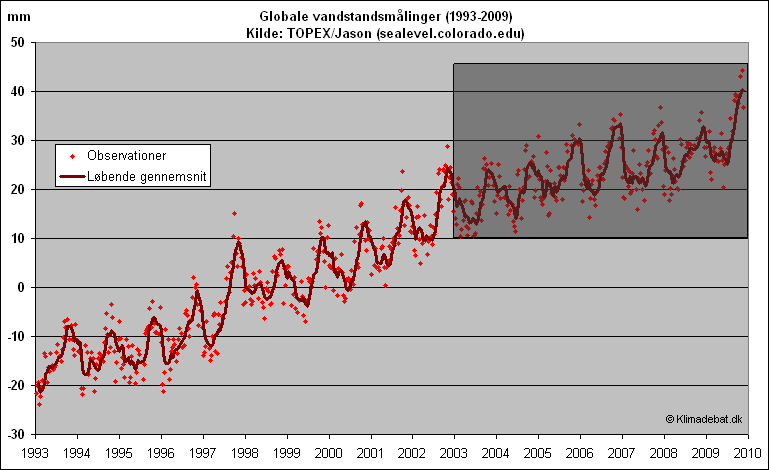 mm
Globale vandstandsmålinger (1993-2009)
Kilde: TOPEX/Jason (sealevel.colorado.edu)
50
40
30
20
10
0
-10
-20
-30
Observationer
Løbende gennemsnit
© Klimadebat.dk
1993 1994 1995 1996 1997 1998 1999 2000 2001 2002 2003 2004 2005 2006 2007 2008 2009 2010